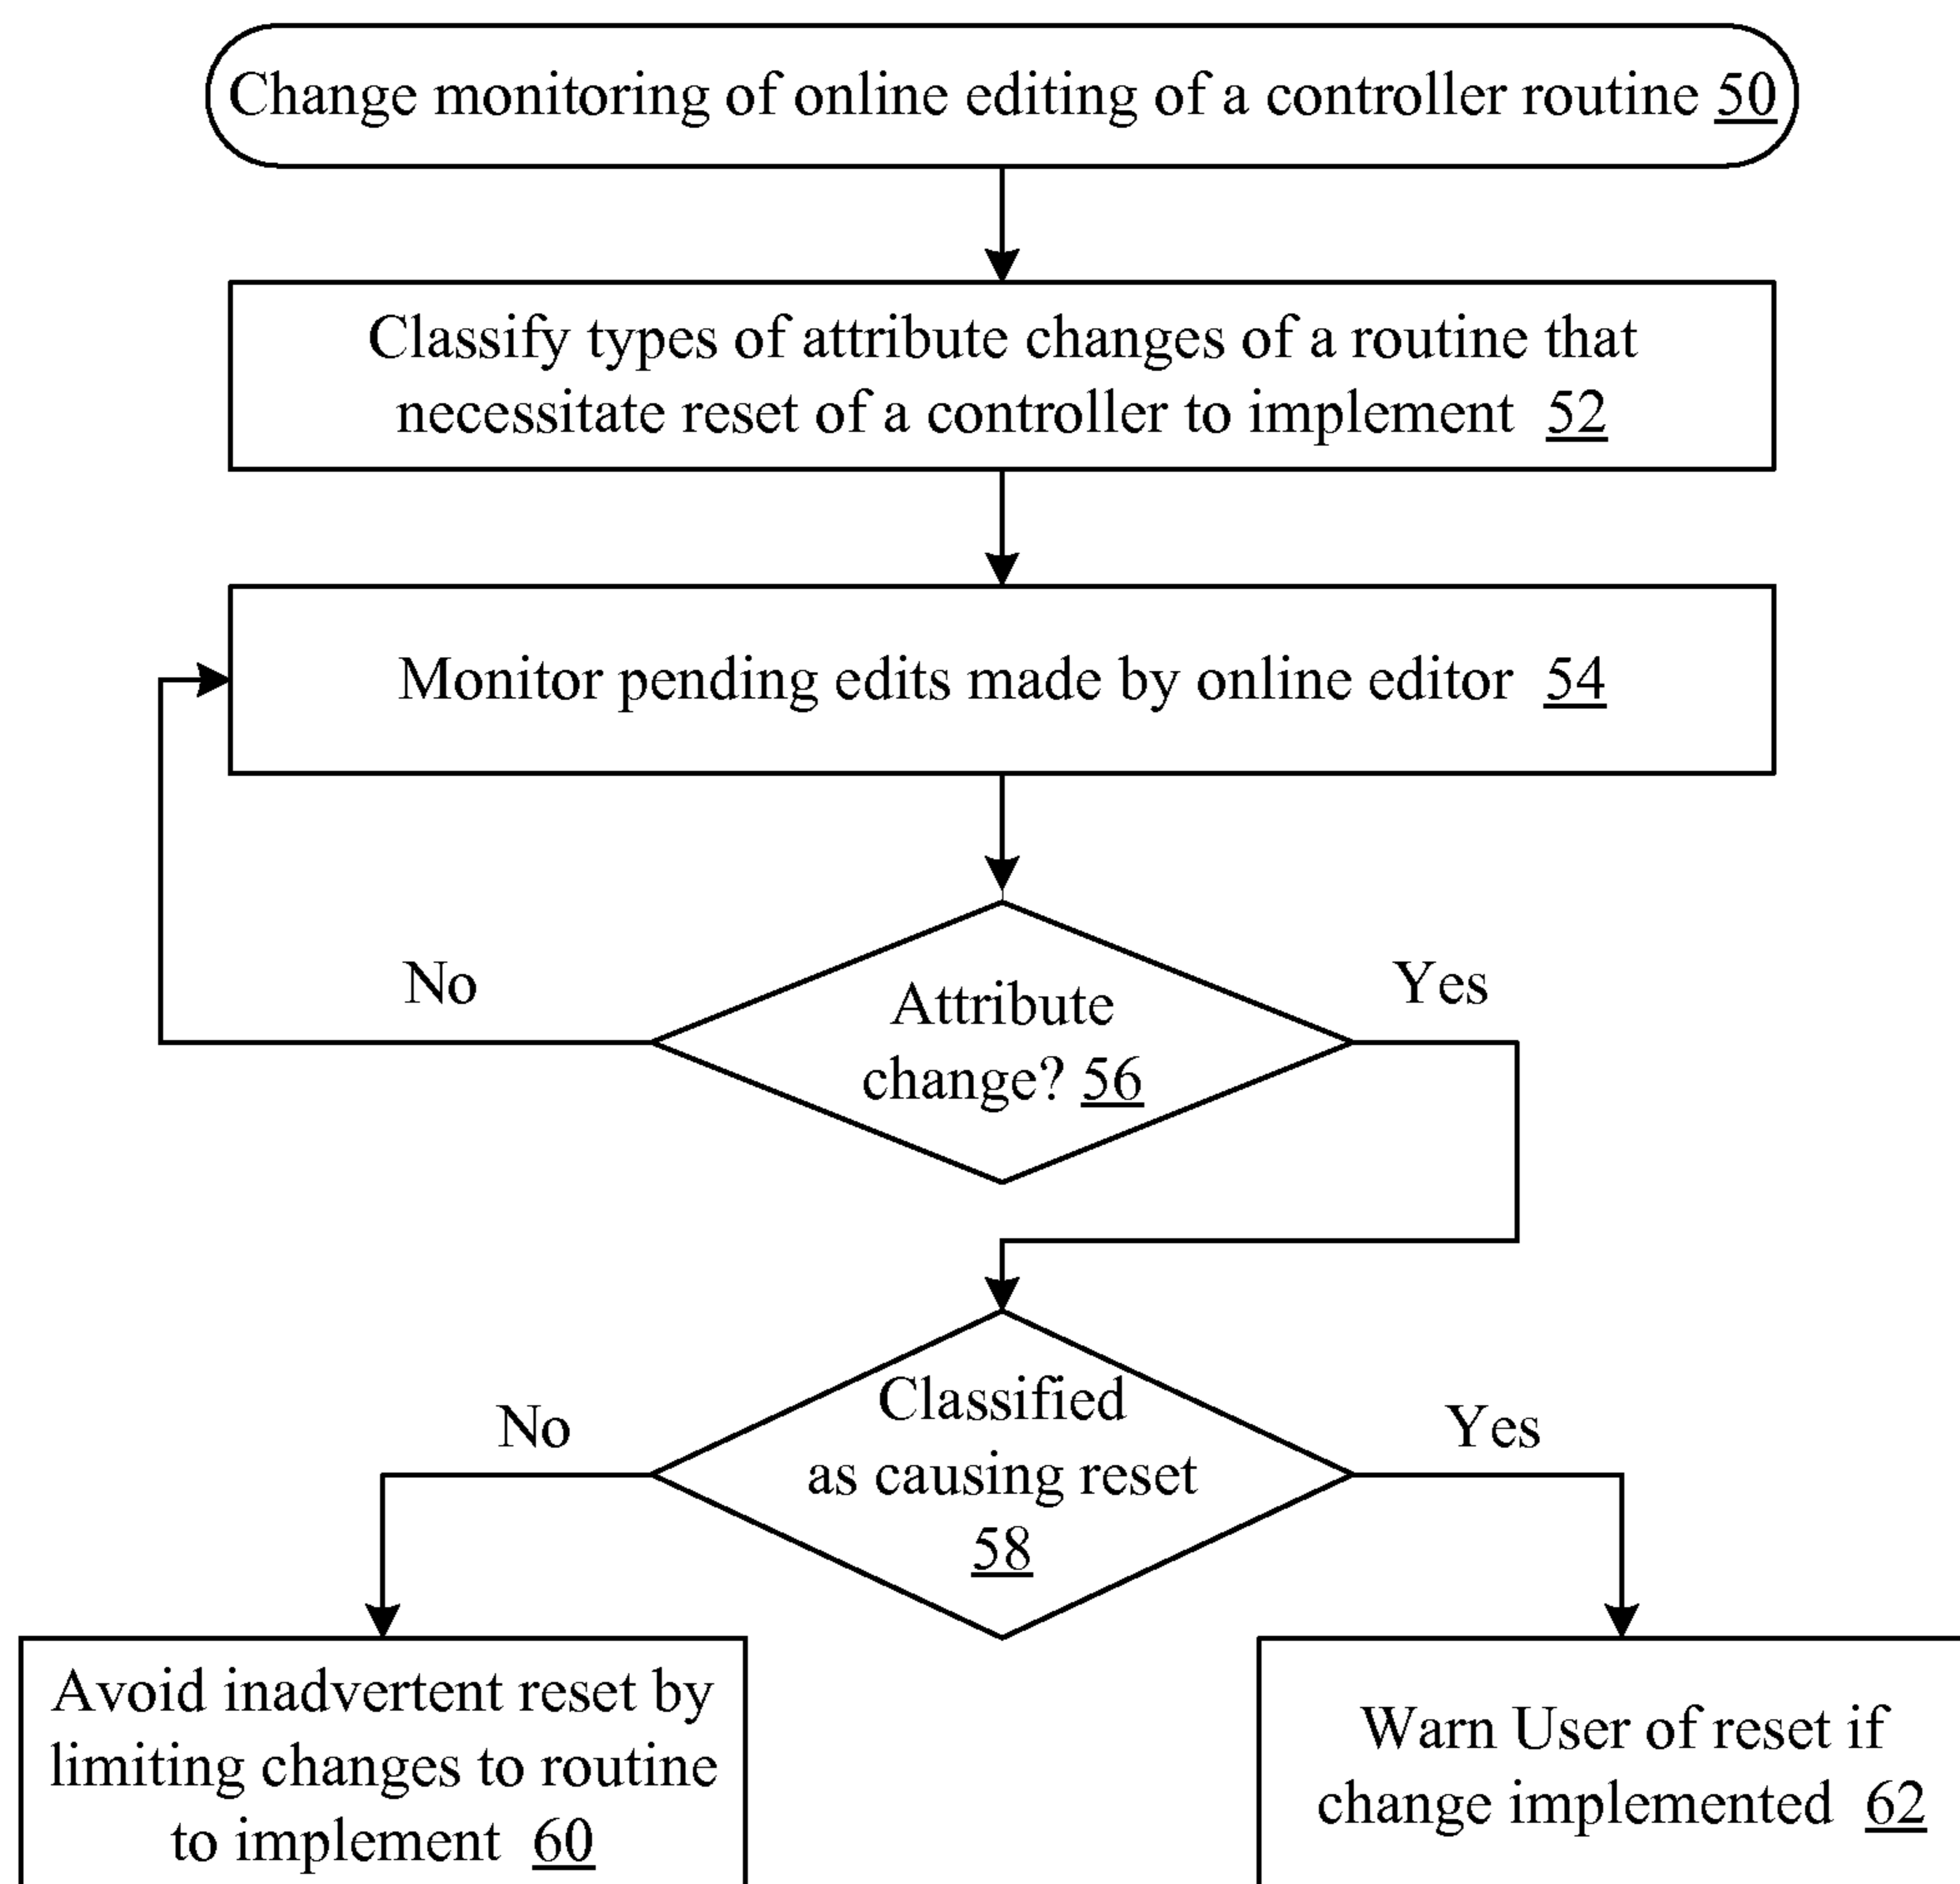 Change monitoring of online editing of a controller routine 50
Classify types of attribute changes of a routine that
necessitate reset of a controller to implement 52
Monitor pending edits made by online editor 54
No
Yes
Attribute
change? 56
Classified
as causing reset
58
No
Yes
Avoid inadvertent reset by
limiting changes to routine
to implement 60
Warn User of reset if
change implemented 62